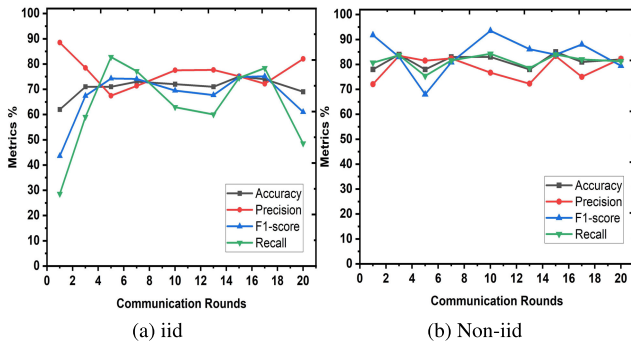 100
90
80
70
60
50
40
30
20
10
0
Metrics %
Accuracy
Precision
F1-score
Recall
0 2 4 6 8 10 12 14 16 18 20
Communication Rounds
(a) iid
100
90
80
70
60
50
40
30
20
10
0
Metrics %
Accuracy
Precision
F1-score
Recall
0 2 4 6 8 10 12 14 16 18 20
Communication Rounds
(b) Non-iid